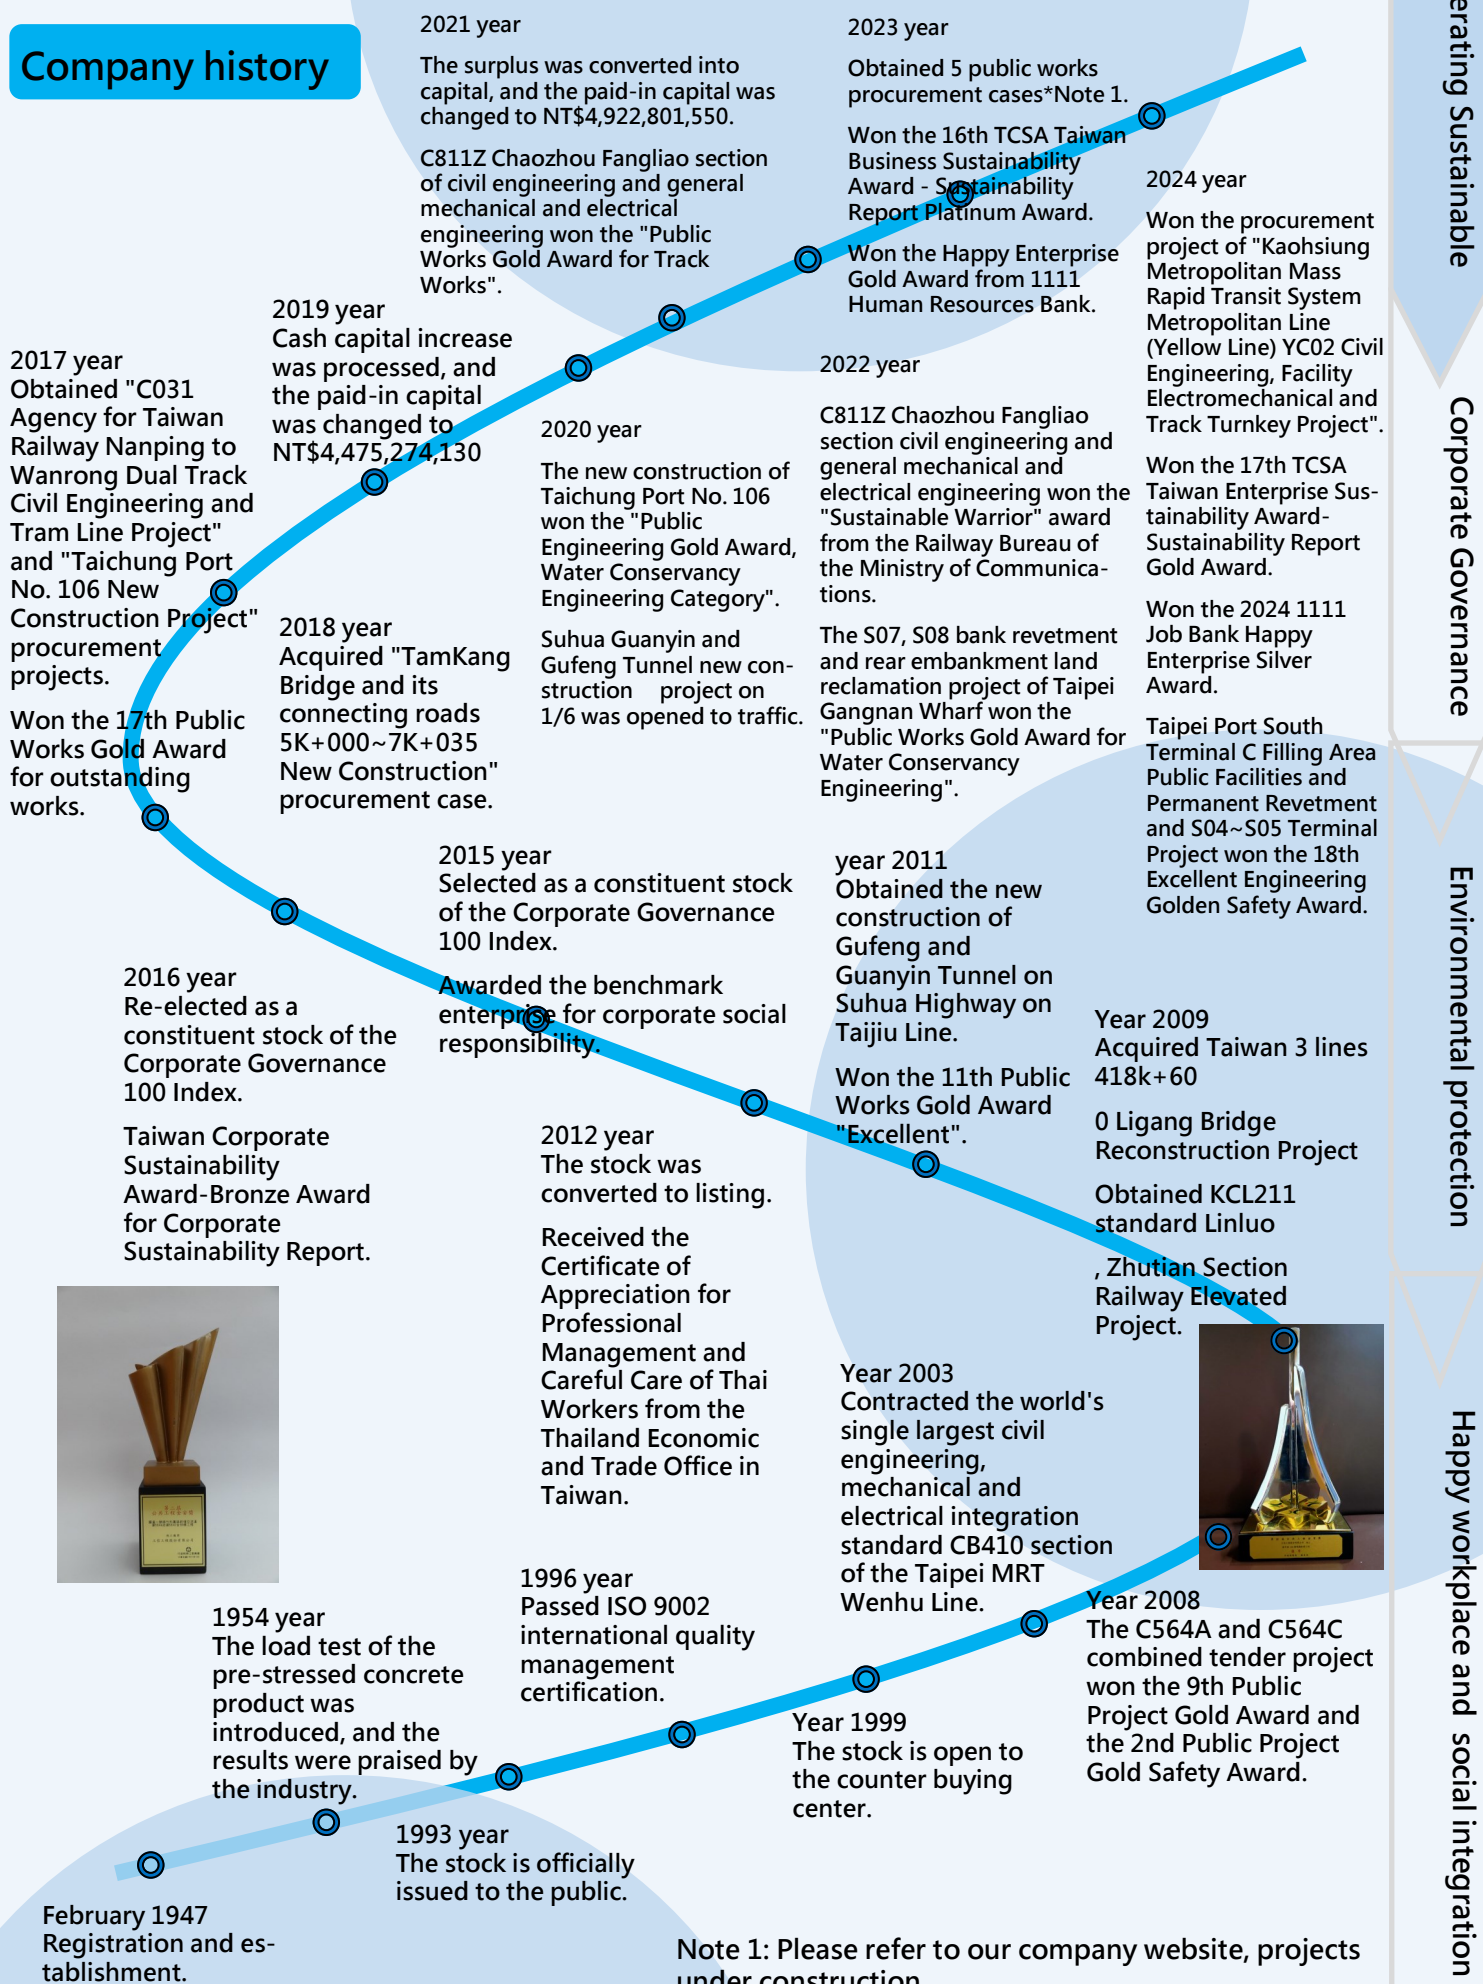 Company history
2021 year
The surplus was converted into
capital, and the paid-in capital was
changed to NT$4,922,801,550.
C811Z Chaozhou Fangliao section
of civil engineering and general
mechanical and electrical
engineering won the "Public
Works Gold Award for Track
Works".
2023 year
Obtained 5 public works
procurement cases*Note 1.
Won the 16th TCSA Taiwan
Business Sustainability
Award - Sustainability
Report Platinum Award.
Won the Happy Enterprise
Gold Award from 1111
Human Resources Bank.
2024 year
Won the procurement
project of "Kaohsiung
Metropolitan Mass
Rapid Transit System
Metropolitan Line
(Yellow Line) YC02 Civil
Engineering, Facility
Electromechanical and
Track Turnkey Project".
Won the 17th TCSA
Taiwan Enterprise Sus-
tainability Award-
Sustainability Report
Gold Award.
Won the 2024 1111
Job Bank Happy
Enterprise Silver
Award.
Taipei Port South
Terminal C Filling Area
Public Facilities and
Permanent Revetment
and S04~S05 Terminal
Project won the 18th
Excellent Engineering
Golden Safety Award.
2019 year
Cash capital increase
was processed, and
the paid-in capital
was changed to
NT$4,475,274,130
2017 year
Obtained "C031
Agency for Taiwan
Railway Nanping to
Wanrong Dual Track
Civil Engineering and
Tram Line Project"
and "Taichung Port
No. 106 New
Construction Project"
procurement
projects.
Won the 17th Public
Works Gold Award
for outstanding
works.
2018 year
Acquired "TamKang
Bridge and its
connecting roads
5K+000~7K+035
New Construction"
procurement case.
2020 year
The new construction of
Taichung Port No. 106
won the "Public
Engineering Gold Award,
Water Conservancy
Engineering Category".
Suhua Guanyin and
Gufeng Tunnel new con-
struction project on
1/6 was opened to traffic.
2022 year
C811Z Chaozhou Fangliao
section civil engineering and
general mechanical and
electrical engineering won the
"Sustainable Warrior" award
from the Railway Bureau of
the Ministry of Communica-
tions.
The S07, S08 bank revetment
and rear embankment land
reclamation project of Taipei
Gangnan Wharf won the
"Public Works Gold Award for
Water Conservancy
Engineering".
2015 year
Selected as a constituent stock
of the Corporate Governance
100 Index.
Awarded the benchmark
enterprise for corporate social
responsibility.
year 2011
Obtained the new
construction of
Gufeng and
Guanyin Tunnel on
Suhua Highway on
Taijiu Line.
Won the 11th Public
Works Gold Award
"Excellent".
2016 year
Re-elected as a
constituent stock of the
Corporate Governance
100 Index.
Taiwan Corporate
Sustainability
Award-Bronze Award
for Corporate
Sustainability Report.
2012 year
The stock was
converted to listing.
Received the
Certificate of
Appreciation for
Professional
Management and
Careful Care of Thai
Workers from the
Thailand Economic
and Trade Office in
Taiwan.
Year 2009
Acquired Taiwan 3 lines
418k+60
0 Ligang Bridge
Reconstruction Project
Obtained KCL211
standard Linluo
, Zhutian Section
Railway Elevated
Project.
Year 2003
Contracted the world's
single largest civil
engineering,
mechanical and
electrical integration
standard CB410 section
of the Taipei MRT
Wenhu Line.
Year 2008
The C564A and C564C
combined tender project
won the 9th Public
Project Gold Award and
the 2nd Public Project
Gold Safety Award.
1996 year
Passed ISO 9002
international quality
management
certification.
Year 1999
The stock is open to
the counter buying
center.
1954 year
The load test of the
pre-stressed concrete
product was
introduced, and the
results were praised by
the industry.
1993 year
The stock is officially
issued to the public.
February 1947
Registration and es-
tablishment.
Note 1: Please refer to our company website, projects
under construction
erating Sustainable
Corporate Governance
Environmental protection
Happy workplace and social integration